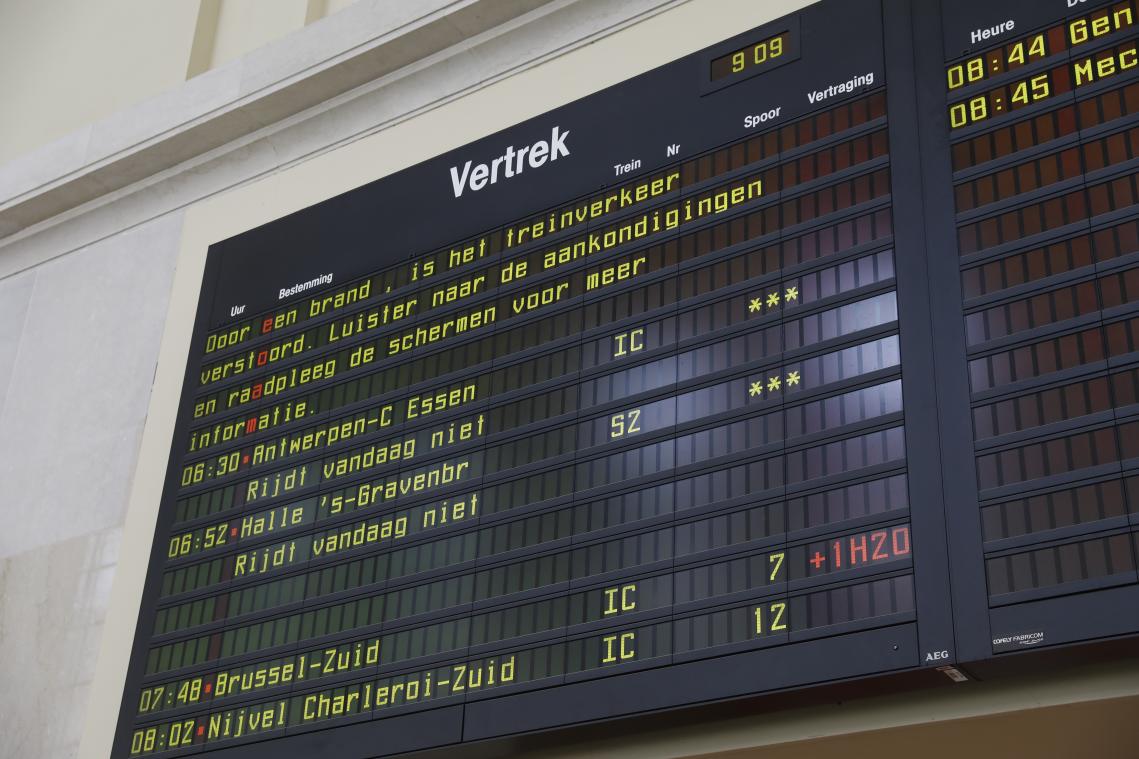 9 09
Vertrek
Uur Bestemming Trein Nr Spoor Vertraging
Door een brand , is het treinverkeer
verstoord. Luister naar de aankondigingen
en raadpleeg de schermen voor meer
informatie.
06:30 Antwerpen-C Essen IC ***
Rijdt vandaag niet
06:52 Halle 's-Gravenbr S2 ***
Rijdt vandaag niet
07:48 Brussel-Zuid IC 7 +1H20
08:02 Nijvel Charleroi-Zuid IC 12
AEG
Heure
08:44 Gen
08:45 Mec
COFELY FABRICOM